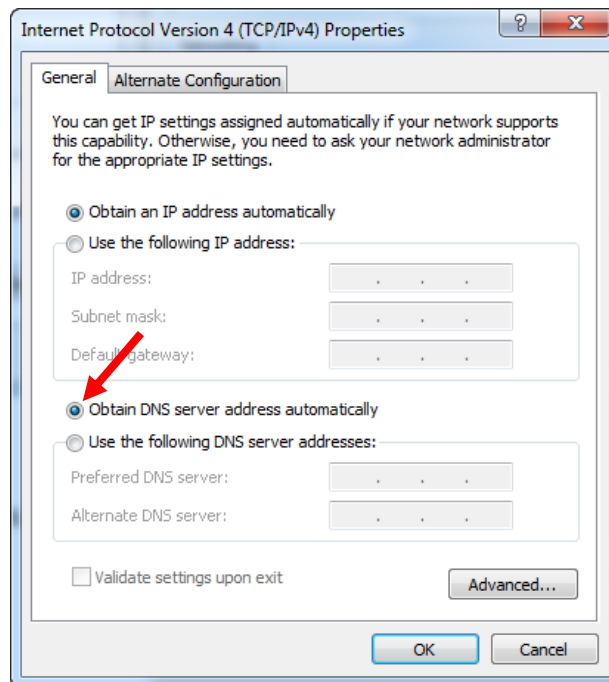 Internet Protocol Version 4 (TCP/IPv4) Properties
?
General
Alternate Configuration
You can get IP settings assigned automatically if your network supports
this capability. Otherwise, you need to ask your network administrator
for the appropriate IP settings.
Obtain an IP address automatically
Use the following IP address:
IP address:
Subnet mask:
Default gateway:
Obtain DNS server address automatically
Use the following DNS server addresses:
Preferred DNS server:
Alternate DNS server:
Validate settings upon exit
Advanced...
OK
Cancel